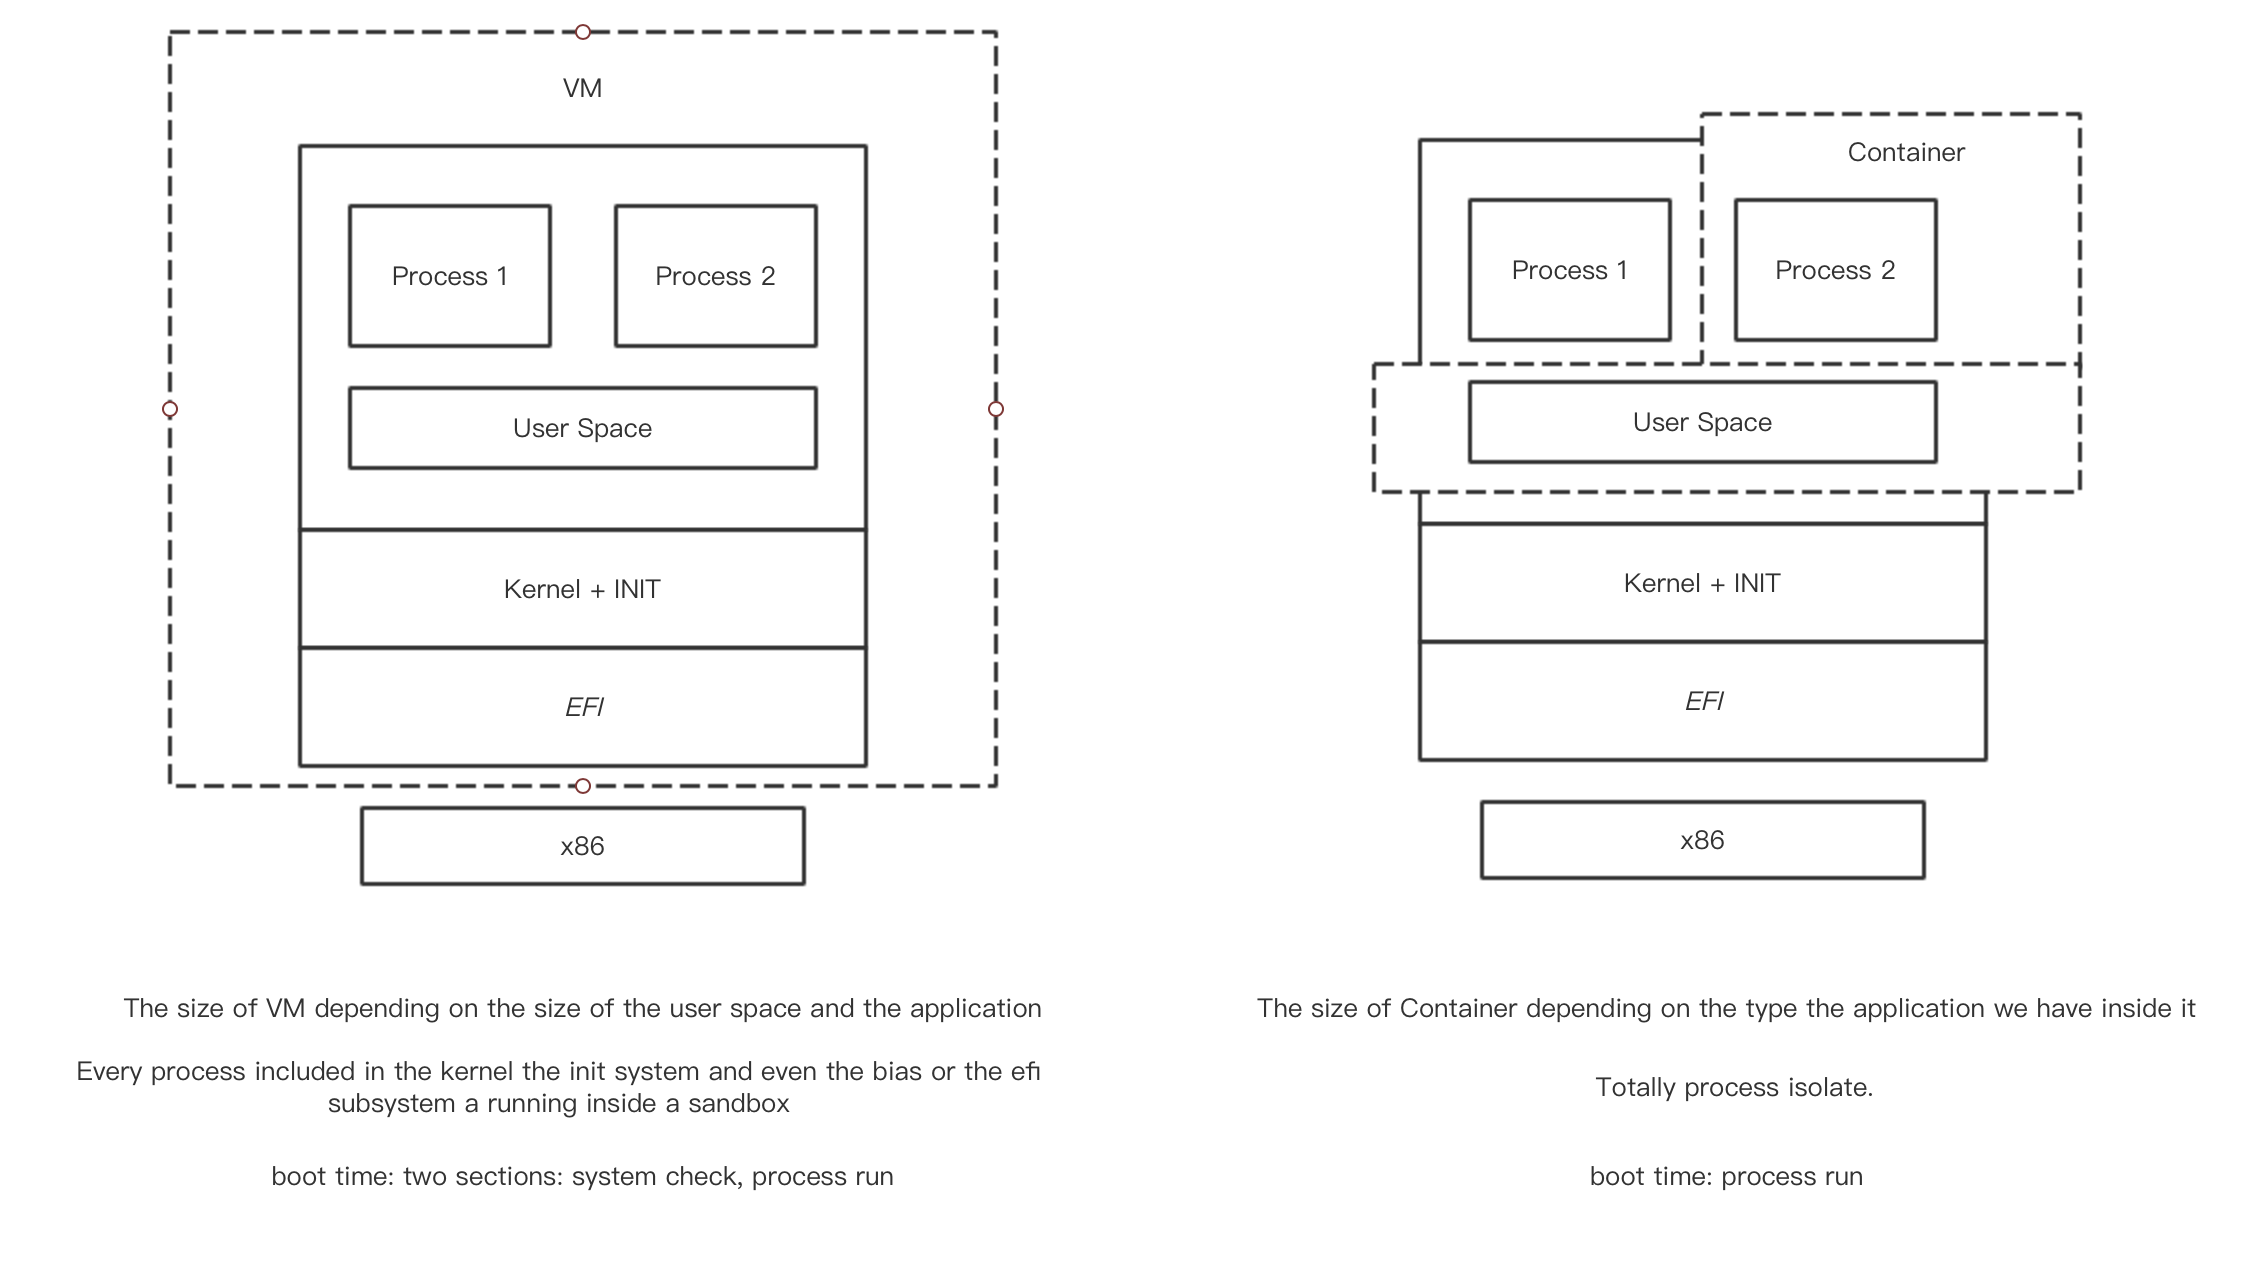 VM
Process 1
Process 2
User Space
Kernel + INIT
EFI
x86
The size of VM depending on the size of the user space and the application
Every process included in the kernel the init system and even the bias or the efi
subsystem a running inside a sandbox
boot time: two sections: system check, process run
Container
Process 1
Process 2
User Space
Kernel + INIT
EFI
x86
The size of Container depending on the type the application we have inside it
Totally process isolate.
boot time: process run